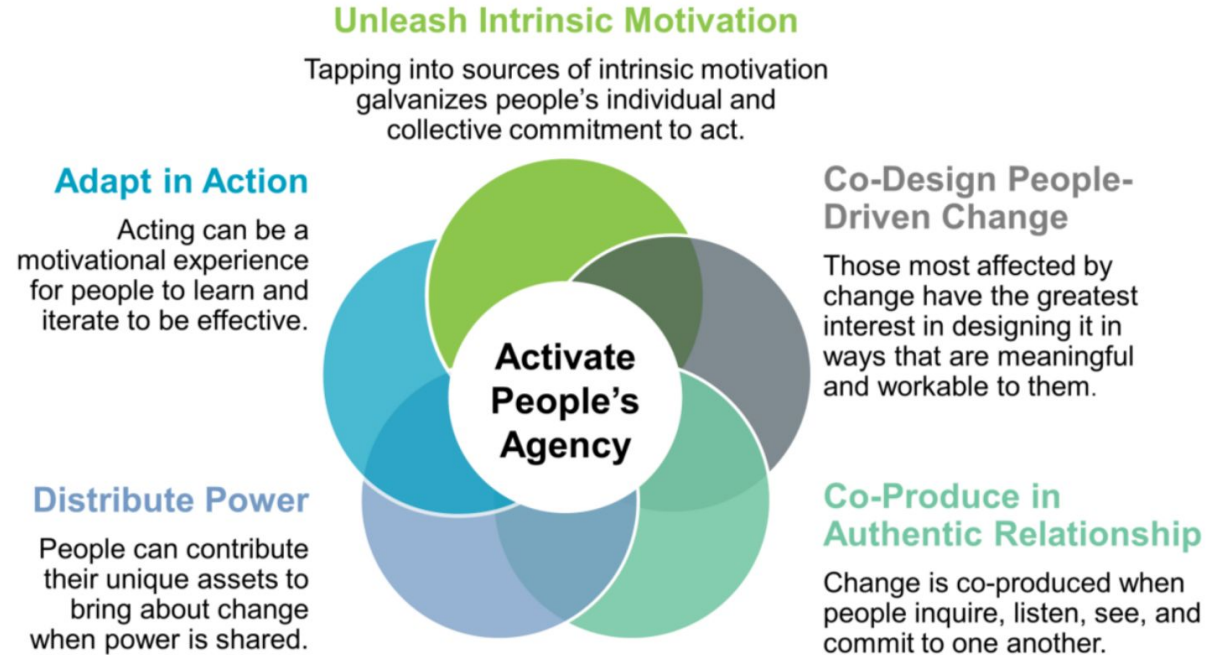 Unleash Intrinsic Motivation
Tapping into sources of intrinsic motivation
galvanizes people's individual and
collective commitment to act.
Adapt in Action
Acting can be a
motivational experience
for people to learn and
iterate to be effective.
Co-Design People-
Driven Change
Those most affected by
change have the greatest
interest in designing it in
ways that are meaningful
and workable to them.
Activate
People's
Agency
Distribute Power
People can contribute
their unique assets to
bring about change
when power is shared.
Co-Produce in
Authentic Relationship
Change is co-produced when
people inquire, listen, see, and
commit to one another.